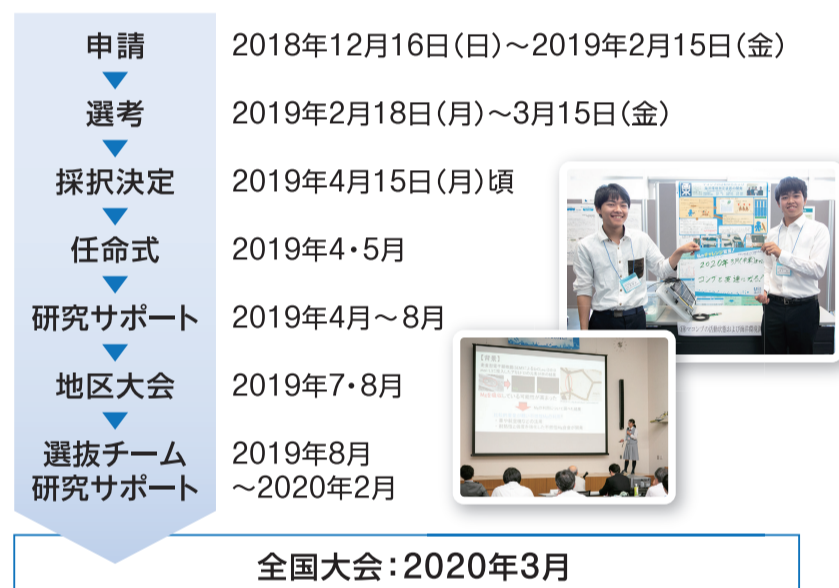 申請 2018年12月16日（日）～2019年2月15日（金）
選考 2019年2月18日（月）～3月15日（金）
採択決定 2019年4月15日（月）頃
任命式 2019年4・5月
研究サポート 2019年4月～8月
地区大会 2019年7・8月
選抜チーム 2019年8月
研究サポート ～2020年2月
全国大会：2020年3月